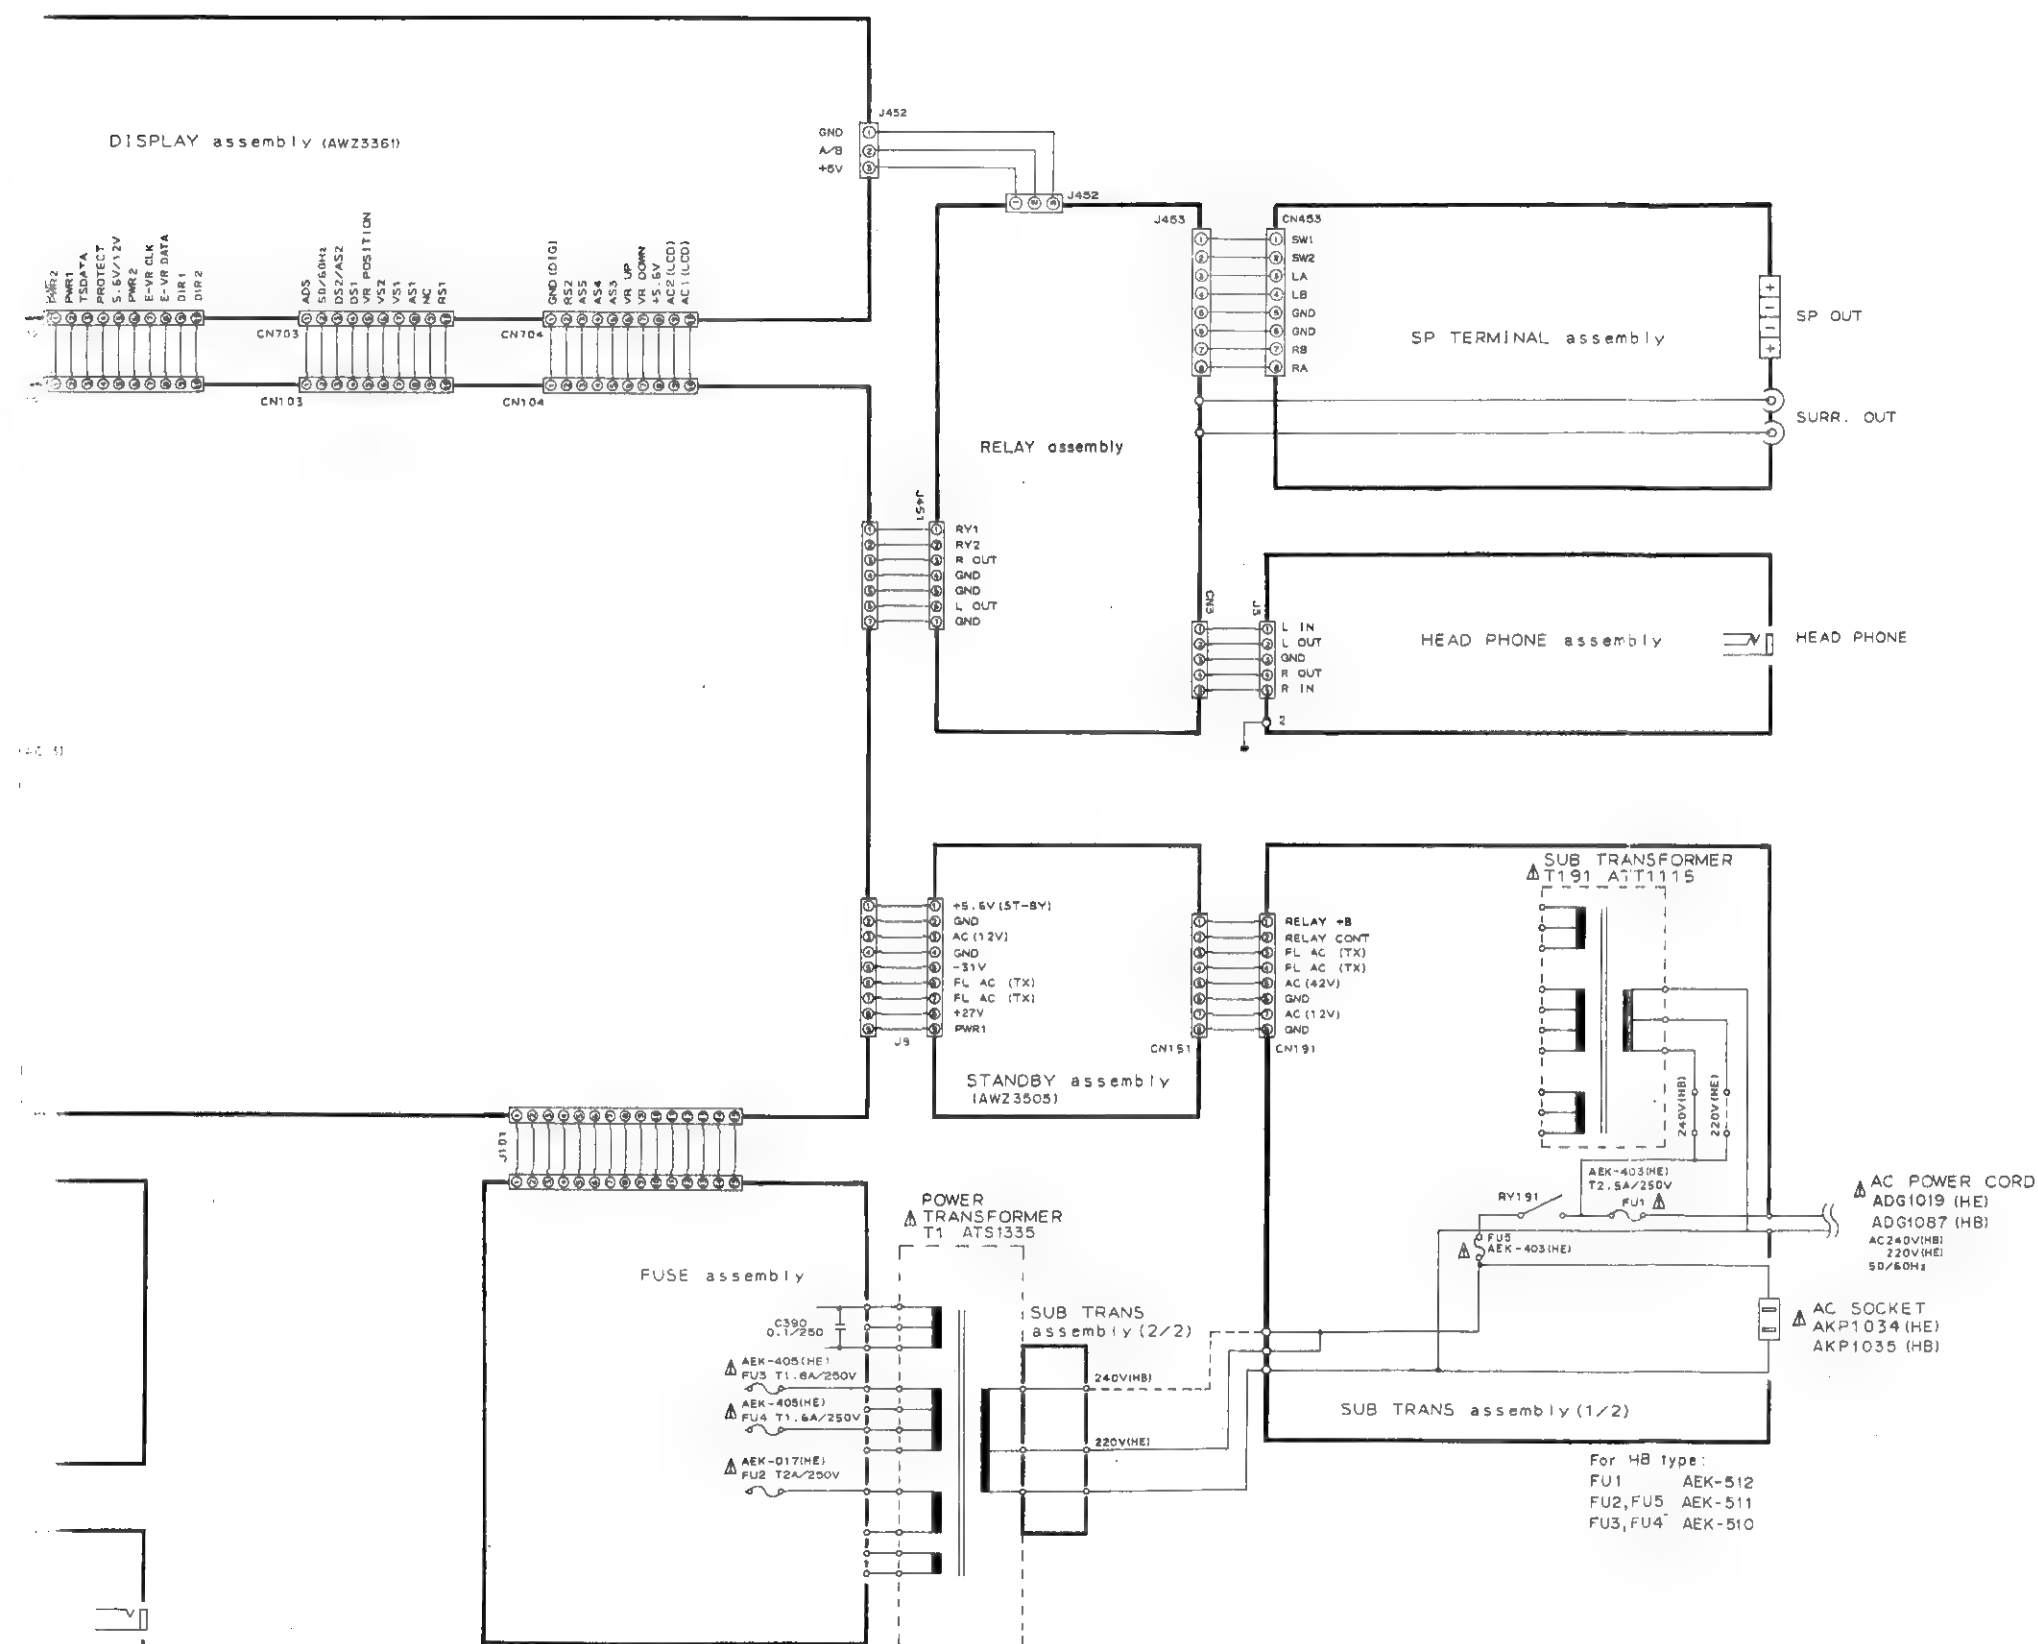 DISPLAY assembly (AWZ3361)
J452
GND
A/B
+5V
J452
PWR2
PWR1
TSDATA
PROTECT
5.6V/12V
PWR2
E-VR CLK
E-VR DATA
DIR1
DIR2
ADS
50/60Hz
DS2/AS2
DS1
VR POSITION
VS2
VS1
AS1
NC
RS1
GND(DIG)
RS2
AS5
AS4
AS3
VR UP
VR DOWN
+5.6V
AC2(LCD)
AC1(LCD)
CN703
CN704
CN103
CN104
J453
CN453
SW1
SW2
LA
LB
GND
GND
RB
RA
SP TERMINAL assembly
SP OUT
SURR. OUT
RELAY assembly
J451
RY1
RY2
R OUT
GND
GND
L OUT
GND
CN3
J3
L IN
L OUT
GND
R OUT
R IN
2
HEAD PHONE assembly
HEAD PHONE
+5.6V(ST-BY)
GND
AC(12V)
GND
-31V
FL AC (TX)
FL AC (TX)
+27V
PWR1
J9
STANDBY assembly
(AWZ3505)
CN151
CN191
RELAY +B
RELAY CONT
FL AC (TX)
FL AC (TX)
AC(42V)
GND
AC(12V)
GND
SUB TRANSFORMER
T191 ATT1115
240V(HB)
220V(HE)
AEK-403(HE)
T2.5A/250V
FU1
RY191
FU5
AEK-403(HE)
AC POWER CORD
ADG1019(HE)
ADG1087(HB)
AC240V(HB)
220V(HE)
50/60Hz
AC SOCKET
AKP1034(HE)
AKP1035(HB)
SUB TRANS assembly(1/2)
For HB type:
FU1 AEK-512
FU2,FU5 AEK-511
FU3,FU4 AEK-510
J101
FUSE assembly
POWER
TRANSFORMER
T1 ATS1335
C390
0.1/250
AEK-405(HE)
FU3 T1.6A/250V
AEK-405(HE)
FU4 T1.6A/250V
AEK-017(HE)
FU2 T2A/250V
SUB TRANS
assembly(2/2)
240V(HB)
220V(HE)